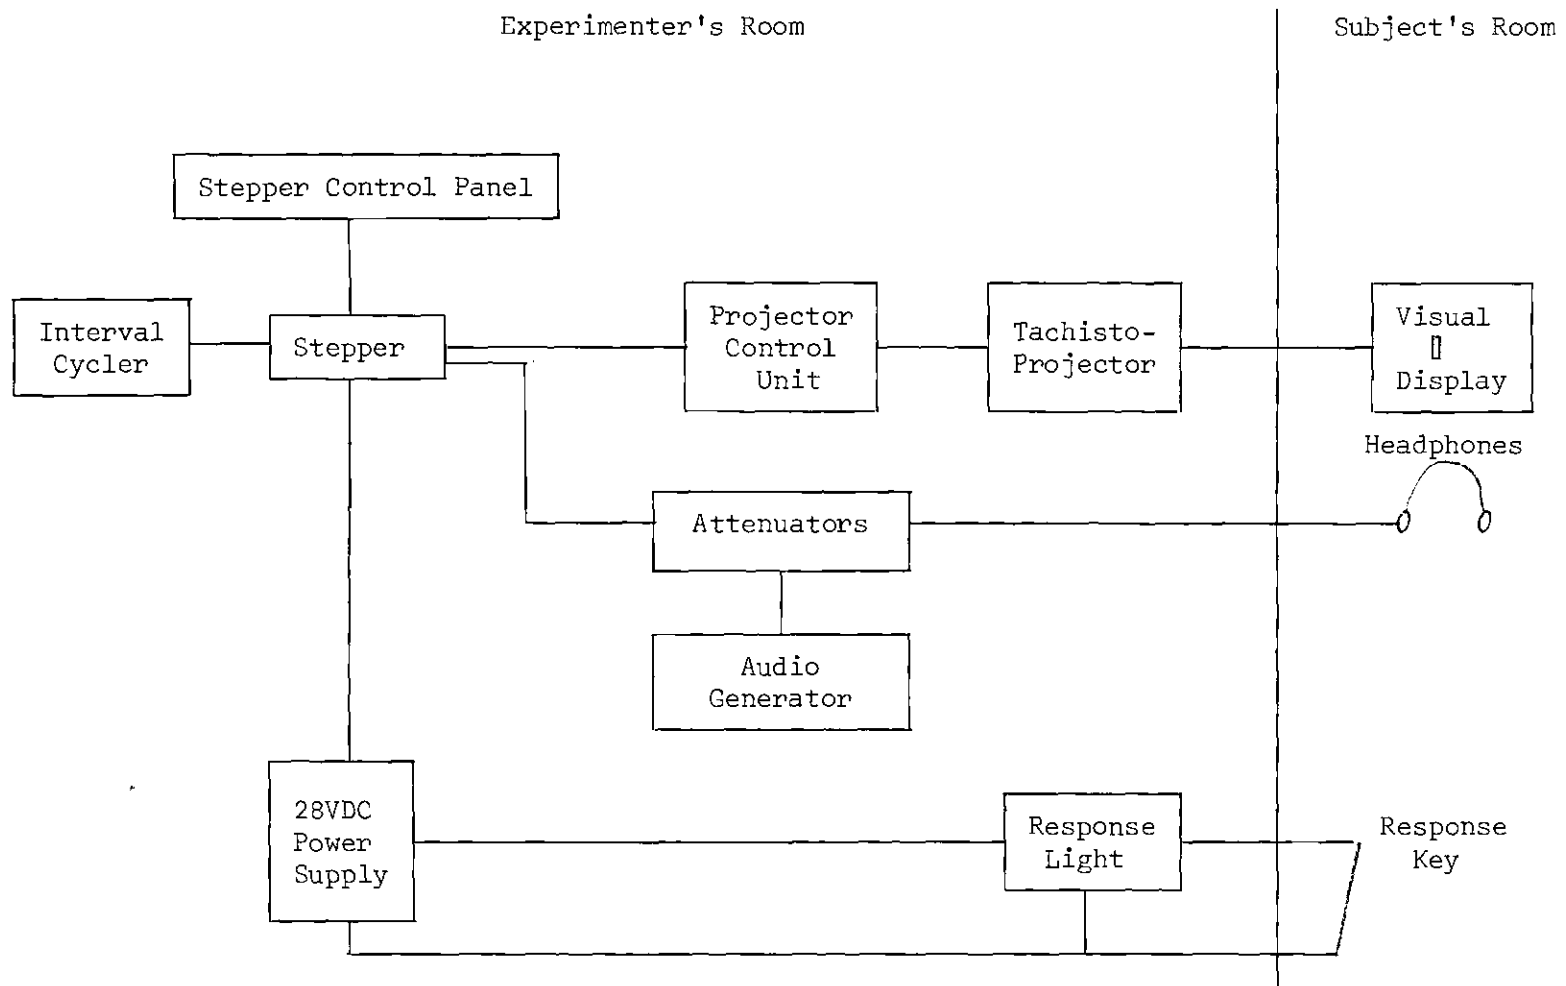 Experimenter's Room
Subject's Room
Stepper Control Panel
Interval
Cycler
Stepper
Projector
Control
Unit
Tachisto-
Projector
Visual
Display
Headphones
Attenuators
Audio
Generator
28VDC
Power
Supply
Response
Light
Response
Key